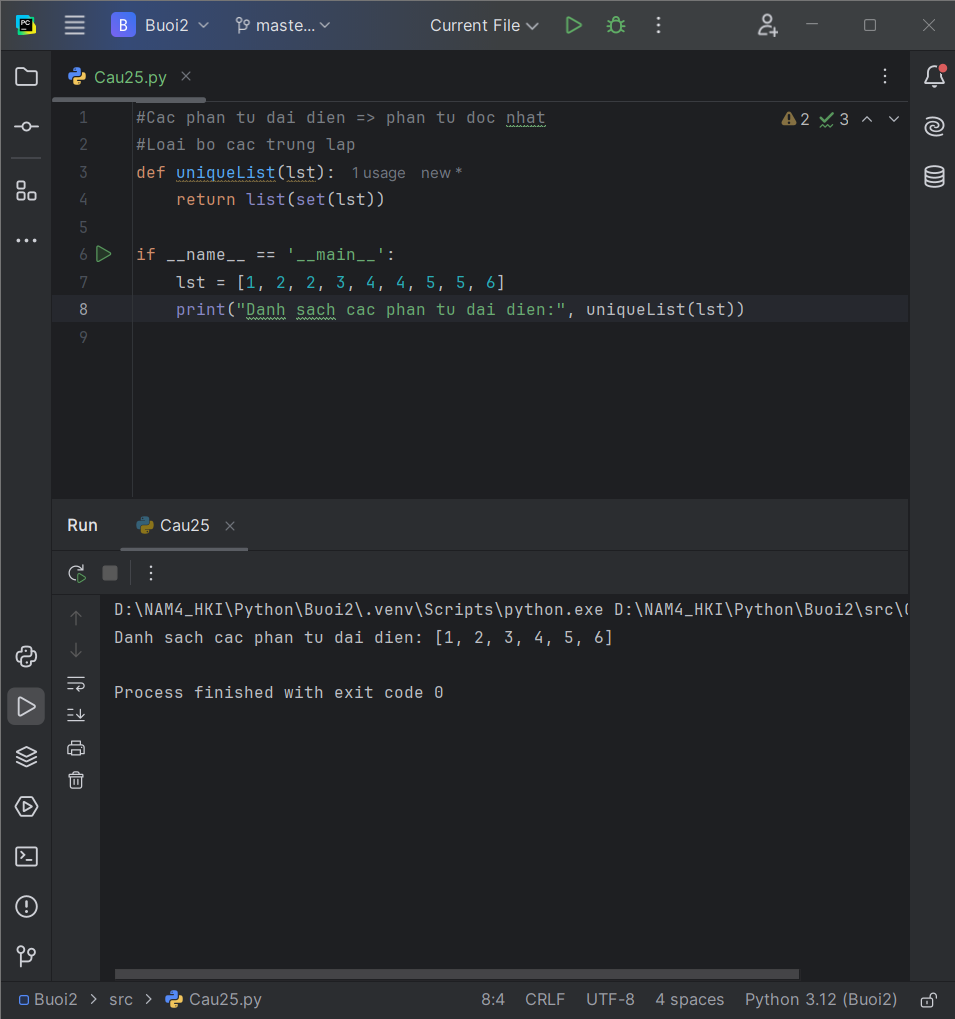 B Buoi2 maste... Current File
Cau25.py
1 #Cac phan tu dai dien => phan tu doc nhat 2 3
2 #Loai bo cac trung lap
3 def uniqueList(lst): 1 usage new *
4 return list(set(lst))
5
6 if __name__ == '__main__':
7 lst = [1, 2, 2, 3, 4, 4, 5, 5, 6]
8 print("Danh sach cac phan tu dai dien:", uniqueList(lst))
9
Run Cau25
D:\NAM4_HKI\Python\Buoi2\.venv\Scripts\python.exe D:\NAM4_HKI\Python\Buoi2\src\
Danh sach cac phan tu dai dien: [1, 2, 3, 4, 5, 6]
Process finished with exit code 0
Buoi2 > src > Cau25.py 8:4 CRLF UTF-8 4 spaces Python 3.12 (Buoi2)